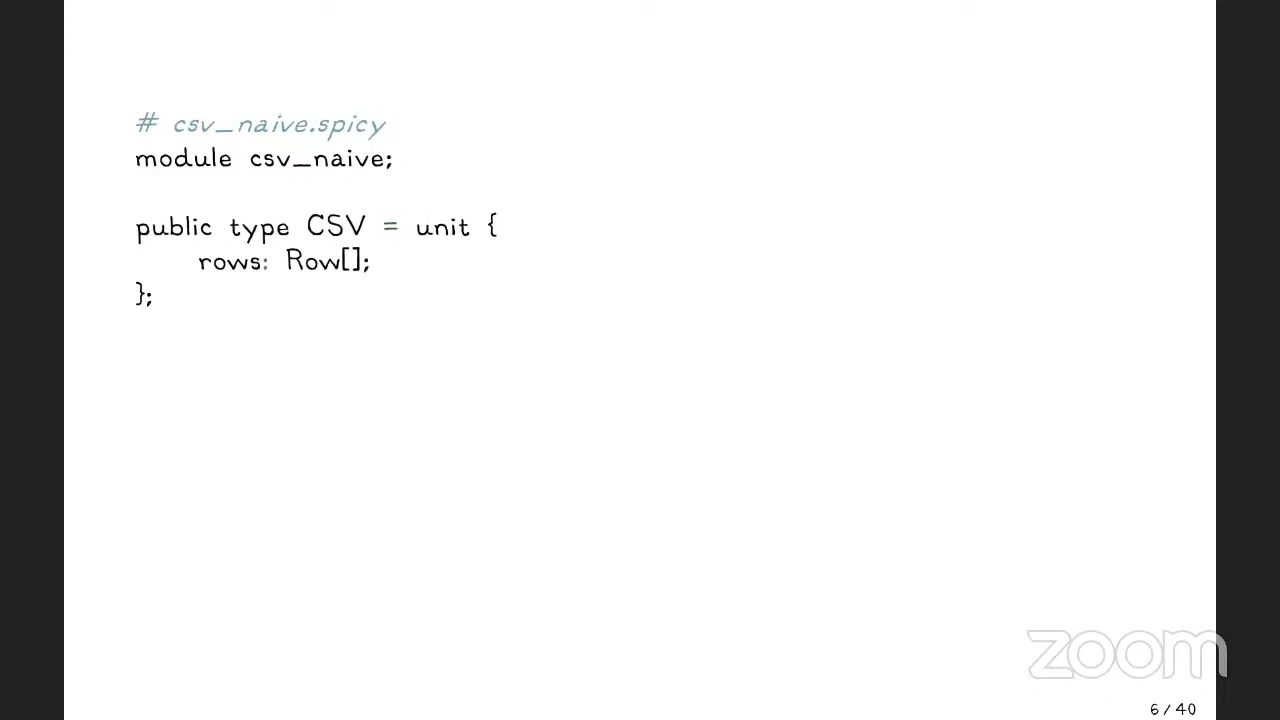 # csv_naive.spicy
module csv_naive;
public type CSV = unit {
rows: Row[];
};
zoom
6 / 40